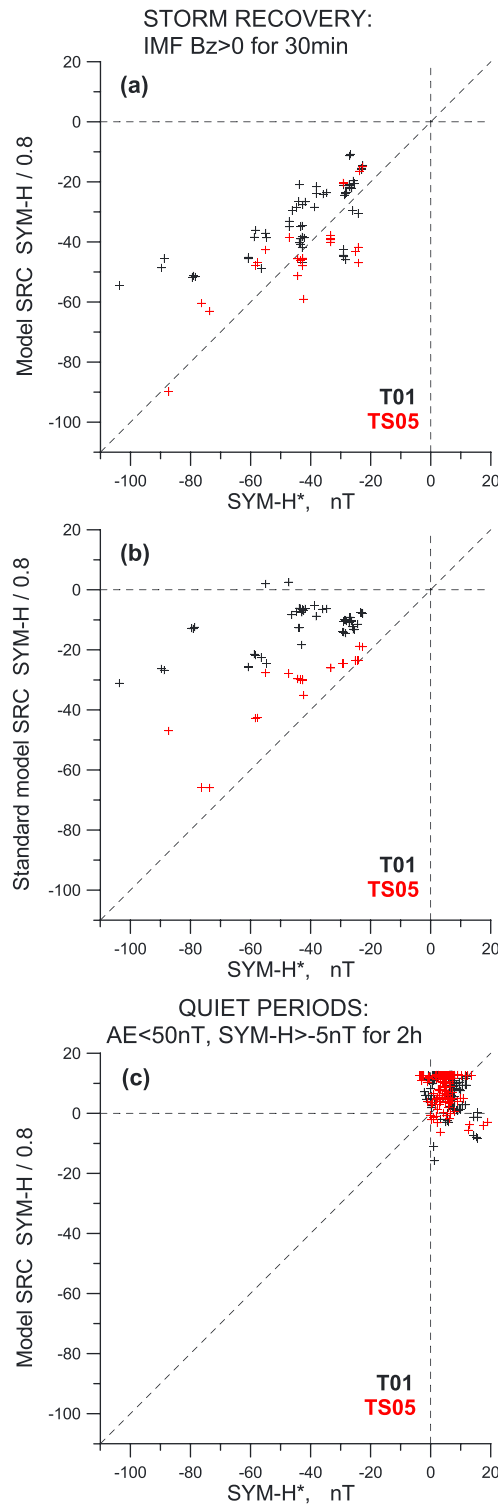 STORM RECOVERY:
IMF Bz>0 for 30min
(a)
20
0
-20
-40
-60
-80
-100
Model SRC SYM-H / 0.8
T01
TS05
-100 -80 -60 -40 -20 0 20
SYM-H*, nT
(b)
20
0
-20
-40
-60
-80
-100
Standard model SRC SYM-H / 0.8
T01
TS05
-100 -80 -60 -40 -20 0 20
SYM-H*, nT
QUIET PERIODS:
AE<50nT, SYM-H>-5nT for 2h
(c)
20
0
-20
-40
-60
-80
-100
Model SRC SYM-H / 0.8
T01
TS05
-100 -80 -60 -40 -20 0 20
SYM-H*, nT